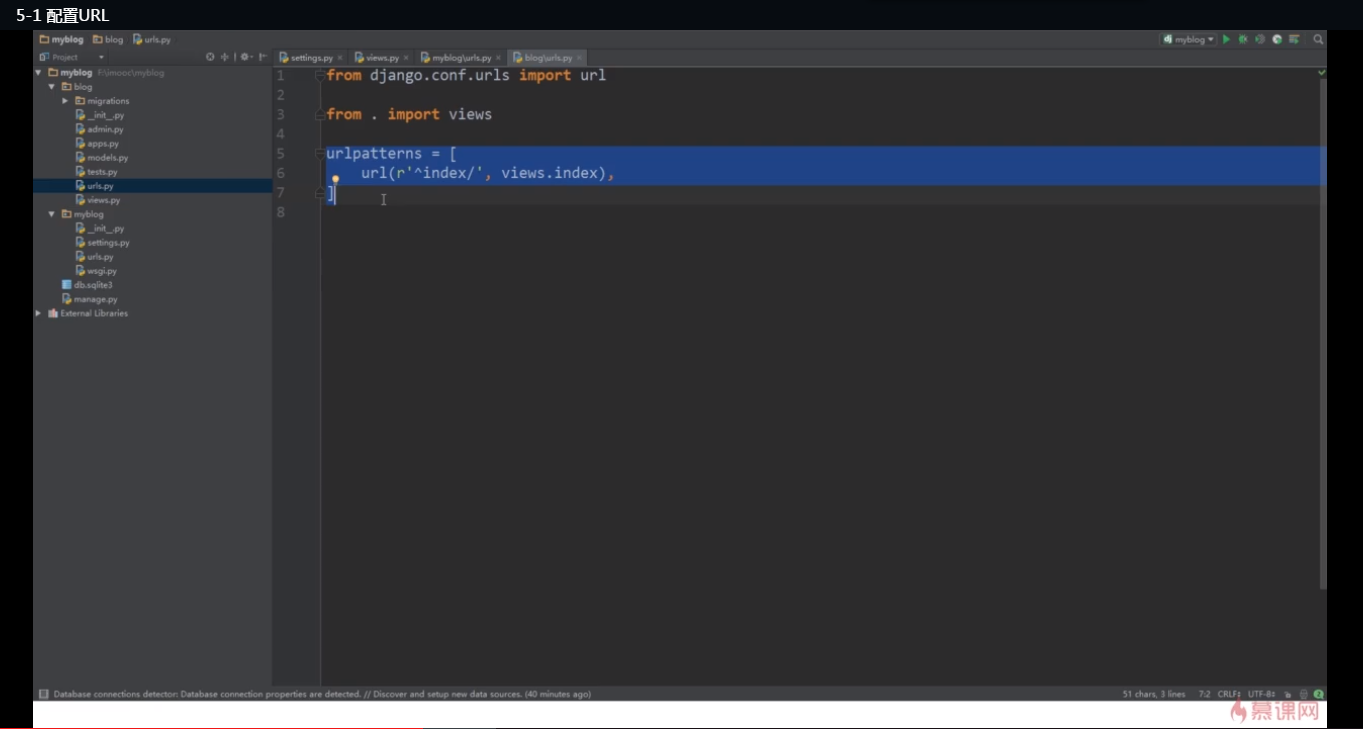 5-1 配置URL
myblog blog urls.py
myblog
Project
settings.py views.py myblog\urls.py blog\urls.py
myblog F:\imooc\myblog
blog
migrations
__init__.py
admin.py
apps.py
models.py
tests.py
urls.py
views.py
myblog
__init__.py
settings.py
urls.py
wsgi.py
db.sqlite3
manage.py
External Libraries
1 from django.conf.urls import url
2
3 from . import views
4
5 urlpatterns = [
6 url(r'^index/', views.index),
7 ]
8
Database connections detector: Database connection properties are detected. // Discover and setup new data sources. (40 minutes ago)
51 chars, 3 lines 7:2 CRLF÷ UTF-8÷
慕课网